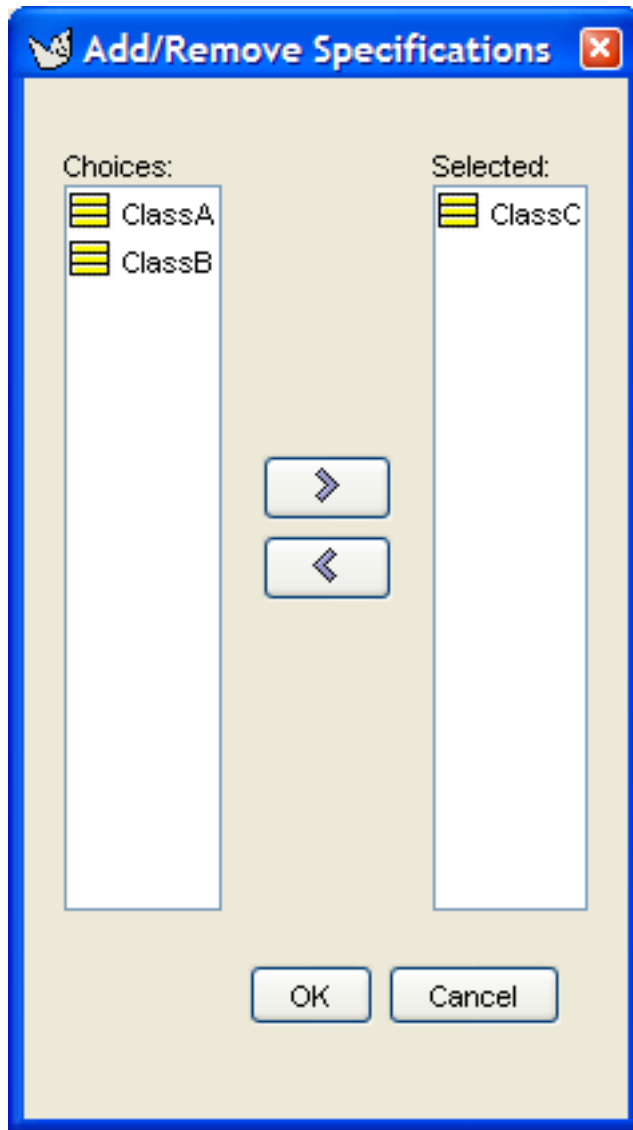 Add/Remove Specifications
Choices:
ClassA
ClassB
Selected:
ClassC
OK
Cancel